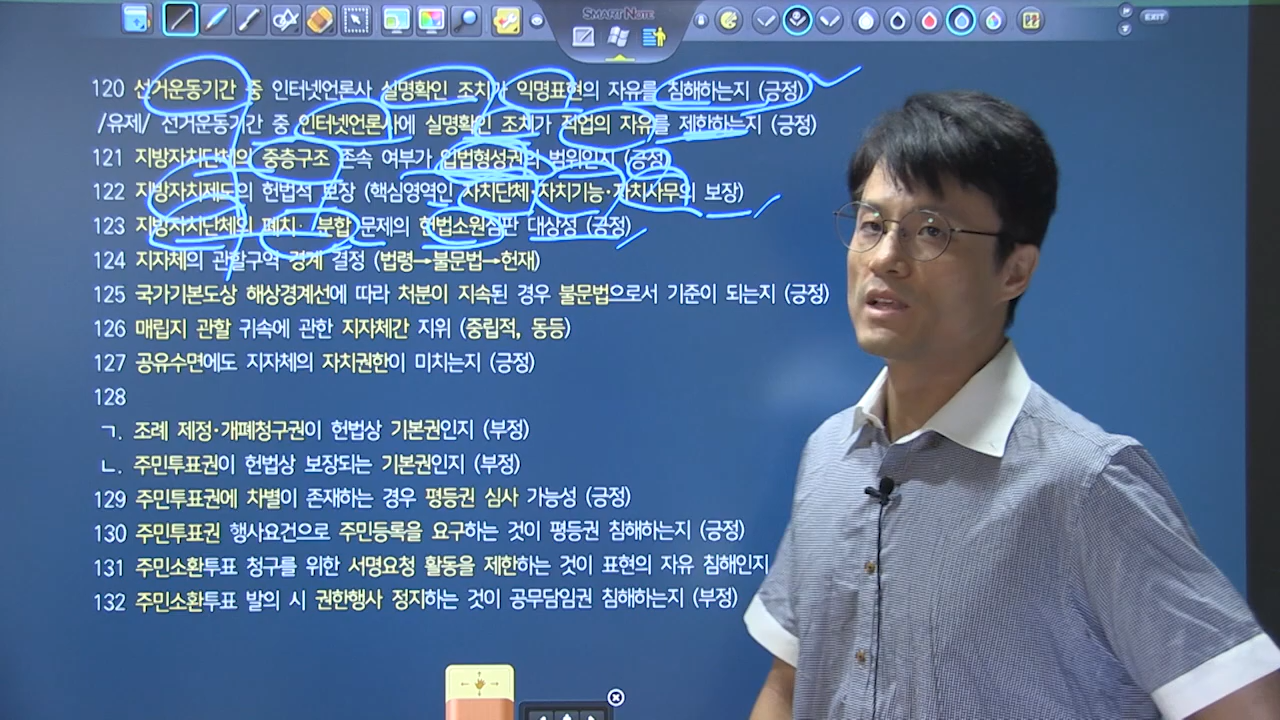 SMARTNOTE
EXIT
120 선거운동기간 중 인터넷언론사 실명확인 조치가 익명표현의 자유를 침해하는지 (긍정)
/유제/ 선거운동기간 중 인터넷언론사에 실명확인 조치가 직업의 자유를 제한하는지 (긍정)
121 지방자치단체의 중층구조 존속 여부가 입법형성권의 범위인지 (긍정)
122 지방자치제도의 헌법적 보장 (핵심영역인 자치단체·자치기능·자치사무의 보장)
123 지방자치단체의 폐치· 분합 문제의 헌법소원심판 대상성 (긍정)
124 지자체의 관할구역 경계 결정 (법령→불문법→헌재)
125 국가기본도상 해상경계선에 따라 처분이 지속된 경우 불문법으로서 기준이 되는지 (긍정)
126 매립지 관할 귀속에 관한 지자체간 지위 (중립적, 동등)
127 공유수면에도 지자체의 자치권한이 미치는지 (긍정)
128
ㄱ. 조례 제정·개폐청구권이 헌법상 기본권인지 (부정)
ㄴ. 주민투표권이 헌법상 보장되는 기본권인지 (부정)
129 주민투표권에 차별이 존재하는 경우 평등권 심사 가능성 (긍정)
130 주민투표권 행사요건으로 주민등록을 요구하는 것이 평등권 침해하는지 (긍정)
131 주민소환투표 청구를 위한 서명요청 활동을 제한하는 것이 표현의 자유 침해인지
132 주민소환투표 발의 시 권한행사 정지하는 것이 공무담임권 침해하는지 (부정)